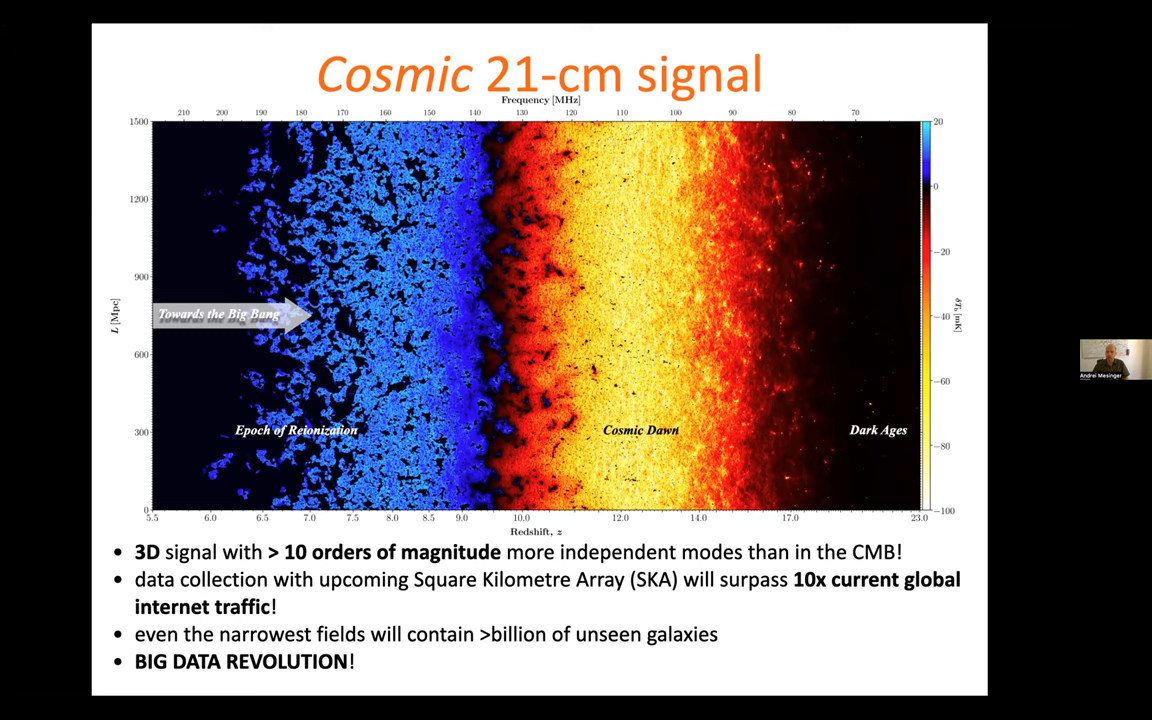 Cosmic 21-cm signal
Frequency [MHz]
210 200 190 180 170 160 150 140 130 120 110 100 90 80 70
1500
1200
900
600
300
0
L [Mpc]
Towards the Big Bang
Epoch of Reionization
Cosmic Dawn
Dark Ages
20
0
−20
−40
−60
−80
−100
δTb [mK]
5.5 6.0 6.5 7.0 7.5 8.0 8.5 9.0 10.0 12.0 14.0 17.0 23.0
Redshift, z
• 3D signal with > 10 orders of magnitude more independent modes than in the CMB!
• data collection with upcoming Square Kilometre Array (SKA) will surpass 10x current global
internet traffic!
• even the narrowest fields will contain >billion of unseen galaxies
• BIG DATA REVOLUTION!
Andrei Mesinger